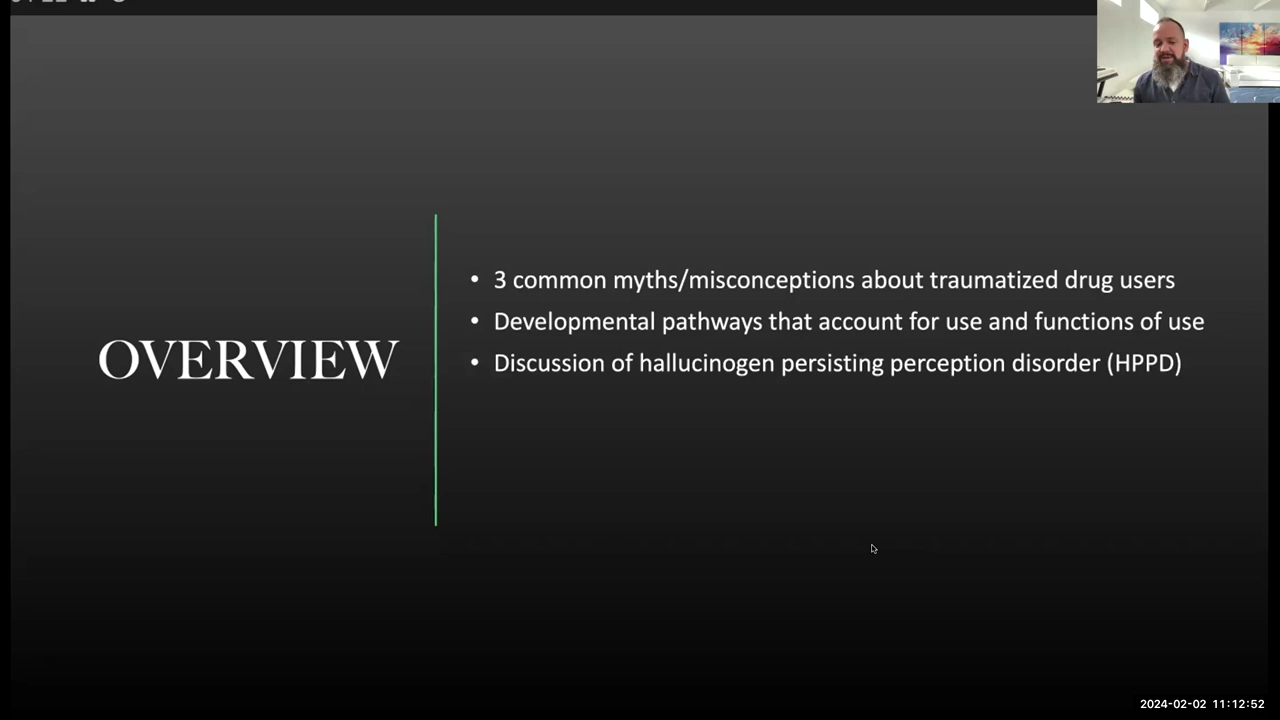 OVERVIEW
• 3 common myths/misconceptions about traumatized drug users
• Developmental pathways that account for use and functions of use
• Discussion of hallucinogen persisting perception disorder (HPPD)
2024-02-02 11:12:52